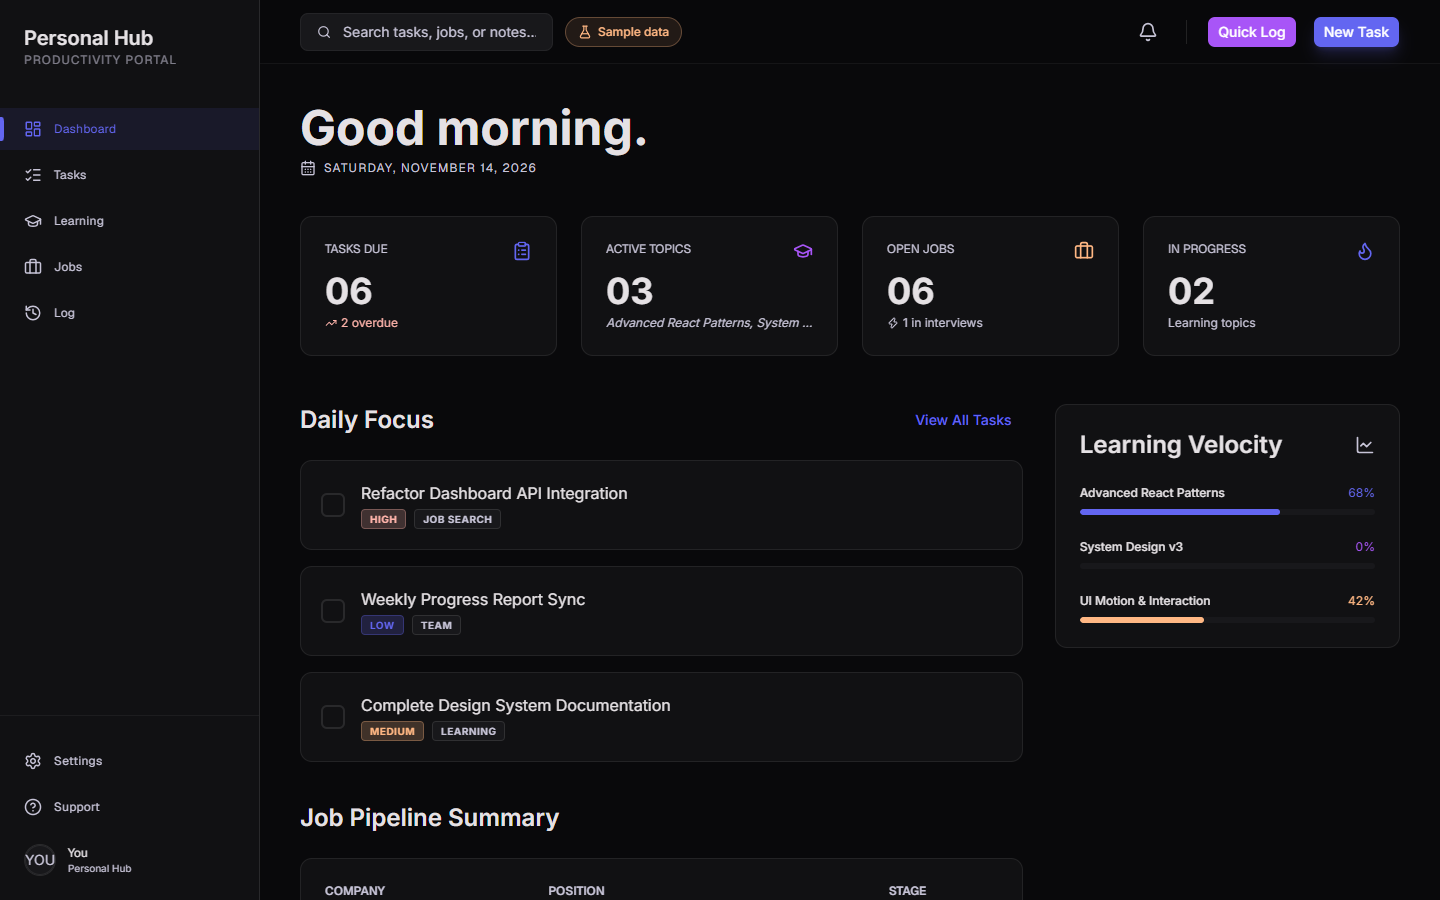 Personal Hub
PRODUCTIVITY PORTAL
Dashboard
Tasks
Learning
Jobs
Log
Settings
Support
YOU
You
Personal Hub
Search tasks, jobs, or notes...
Sample data
Quick Log
New Task
Good morning.
SATURDAY, NOVEMBER 14, 2026
TASKS DUE
06
2 overdue
ACTIVE TOPICS
03
Advanced React Patterns, System ...
OPEN JOBS
06
1 in interviews
IN PROGRESS
02
Learning topics
Daily Focus
View All Tasks
Refactor Dashboard API Integration
HIGH JOB SEARCH
Weekly Progress Report Sync
LOW TEAM
Complete Design System Documentation
MEDIUM LEARNING
Learning Velocity
Advanced React Patterns 68%
System Design v3 0%
UI Motion & Interaction 42%
Job Pipeline Summary
COMPANY POSITION STAGE